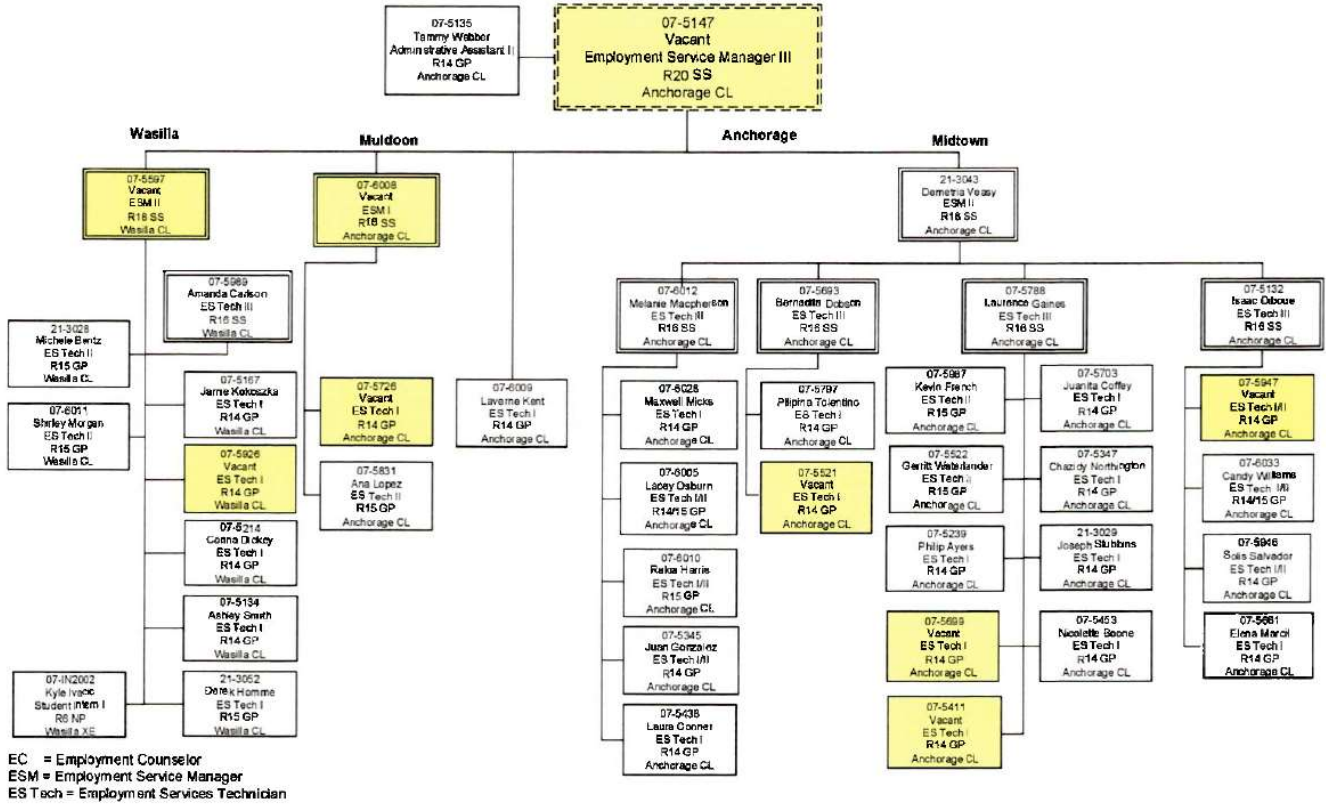 07-5135
Tammy Webber
Administrative Assistant II
R14 GP
Anchorage CL
07-5147
Vacant
Employment Service Manager III
R20 SS
Anchorage CL
Wasilla
Muldoon
Anchorage
Midtown
07-5597
Vacant
ESM II
R18 SS
Wasilla CL
07-6008
Vacant
ESM I
R16 SS
Anchorage CL
21-3043
Demetria Veasy
ESM II
R18 SS
Anchorage CL
07-5989
Amanda Carlson
ES Tech III
R16 SS
Wasilla CL
21-3028
Michele Bentz
ES Tech II
R15 GP
Wasilla CL
07-6011
Shirley Morgan
ES Tech II
R15 GP
Wasilla CL
07-5167
Jamie Kokoszka
ES Tech I
R14 GP
Wasilla CL
07-5926
Vacant
ES Tech I
R14 GP
Wasilla CL
07-5214
Conna Dickey
ES Tech I
R14 GP
Wasilla CL
07-5134
Ashley Smith
ES Tech I
R14 GP
Wasilla CL
07-IN2002
Kyle
Student Intern I
R6 NP
Wasilla XE
21-3052
Derek Homme
ES Tech I
R15 GP
Wasilla CL
07-5726
Vacant
ES Tech I
R14 GP
Anchorage CL
07-5831
Ana Lopez
ES Tech II
R15 GP
Anchorage CL
07-6009
Laverne Kent
ES Tech I
R14 GP
Anchorage CL
07-6012
Melanie Macpherson
ES Tech III
R16 SS
Anchorage CL
07-6028
Maxwell Micks
ES Tech I
R14 GP
Anchorage CL
07-6005
Lacey Osburn
ES Tech I/II
R14/15 GP
Anchorage CL
07-6010
Harris
ES Tech I/II
R15 GP
Anchorage CL
07-5345
Juan Gonzalez
ES Tech I/II
R14 GP
Anchorage CL
07-5438
Laura Conner
ES Tech I
R14 GP
Anchorage CL
07-5693
Dobson
ES Tech III
R16 SS
Anchorage CL
07-5797
Pilipina Tolentino
ES Tech I
R14 GP
Anchorage CL
07-5521
Vacant
ES Tech I
R14 GP
Anchorage CL
07-5788
Laurence Gaines
ES Tech III
R16 SS
Anchorage CL
07-5987
Kevin French
ES Tech II
R15 GP
Anchorage CL
07-5703
Juanita Coffey
ES Tech I
R14 GP
Anchorage CL
07-5522
Gerritt Waterlander
ES Tech II
R15 GP
Anchorage CL
07-5347
Chazidy Northington
ES Tech I
R14 GP
Anchorage CL
07-5239
Philip Ayers
ES Tech I
R14 GP
Anchorage CL
21-3029
Joseph Stubbins
ES Tech I
R14 GP
Anchorage CL
07-5699
Vacant
ES Tech I
R14 GP
Anchorage CL
07-5453
Nicolette Boone
ES Tech I
R14 GP
Anchorage CL
07-5411
Vacant
ES Tech I
R14 GP
Anchorage CL
07-5132
Isaac
ES Tech III
R16 SS
Anchorage CL
07-5947
Vacant
ES Tech I/II
R14 GP
Anchorage CL
07-6033
Candy Williams
ES Tech I/II
R14/15 GP
Anchorage CL
07-5946
Solis Salvador
ES Tech I/II
R14 GP
Anchorage CL
07-5661
Elena
ES Tech I
R14 GP
Anchorage CL
EC = Employment Counselor
ESM = Employment Service Manager
ES Tech = Employment Services Technician